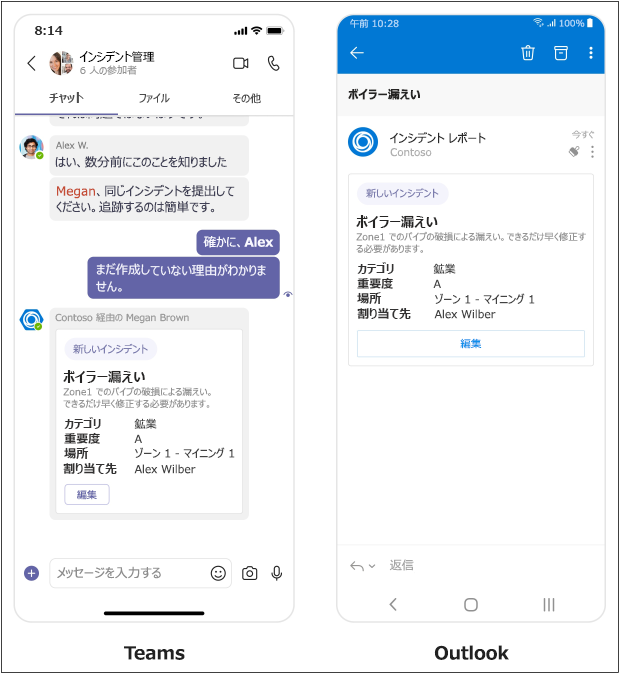 8:14
インシデント管理
6 人の参加者
チャット
ファイル
その他
Alex W.
はい、数分前にこのことを知りました
Megan、同じインシデントを提出して
ください。追跡するのは簡単です。
確かに、Alex
まだ作成していない理由がわかりま
せん。
Contoso 経由の Megan Brown
新しいインシデント
ボイラー漏えい
Zone1 でのパイプの破損による漏えい。
できるだけ早く修正する必要があります。
カテゴリ 鉱業
重要度 A
場所 ゾーン 1 - マイニング 1
割り当て先 Alex Wilber
編集
メッセージを入力する
Teams
午前 10:28
100%
ボイラー漏えい
インシデント レポート
今すぐ
Contoso
新しいインシデント
ボイラー漏えい
Zone1 でのパイプの破損による漏えい。できるだけ早く修正す
る必要があります。
カテゴリ 鉱業
重要度 A
場所 ゾーン 1 - マイニング 1
割り当て先 Alex Wilber
編集
返信
Outlook